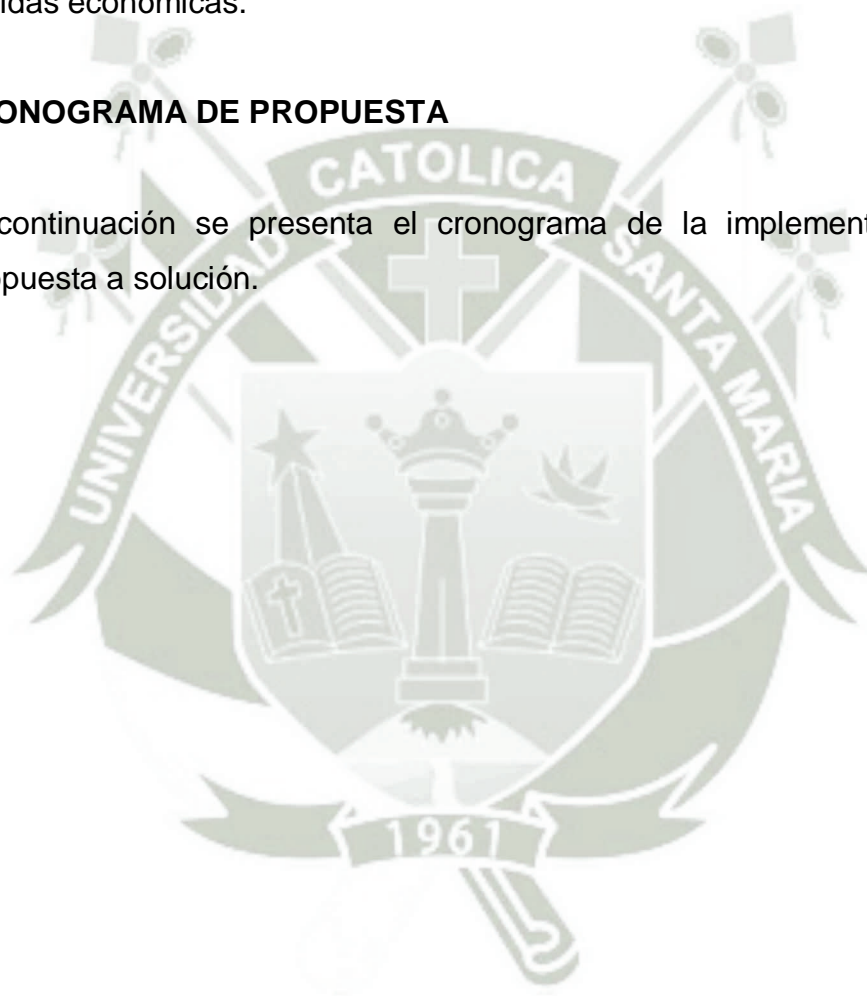 idas económicas.
ONOGRAMA DE PROPUESTA
continuación se presenta el cronograma de la implement
puesta a solución.
UNIVERSIDAD CATOLICA SANTA MARIA
1961